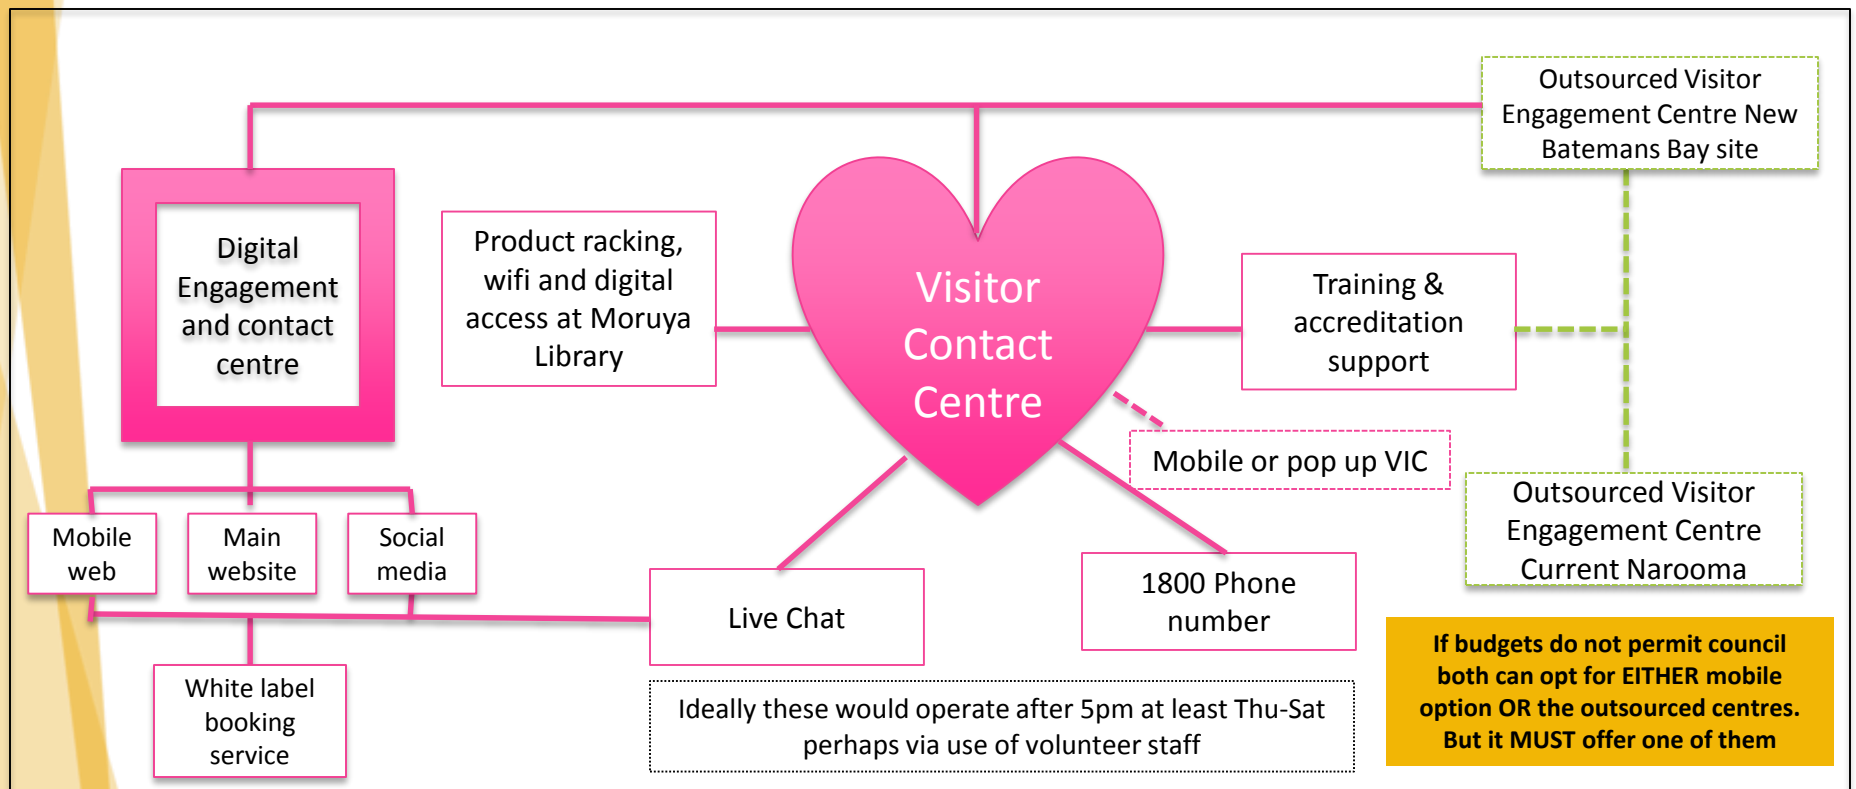 Outsourced Visitor
Engagement Centre New
Batemans Bay site
Digital
Engagement
and contact
centre
Product racking,
wifi and digital
access at Moruya
Library
Visitor
Contact
Centre
Training &
accreditation
support
Mobile or pop up VIC
Outsourced Visitor
Engagement Centre
Current Narooma
Mobile
web
Main
website
Social
media
Live Chat
1800 Phone
number
White label
booking
service
Ideally these would operate after 5pm at least Thu-Sat
perhaps via use of volunteer staff
If budgets do not permit council
both can opt for EITHER mobile
option OR the outsourced centres.
But it MUST offer one of them